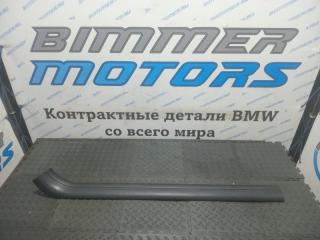 BIMMER
MOTORS
Контрактные детали BMW
со всего мира